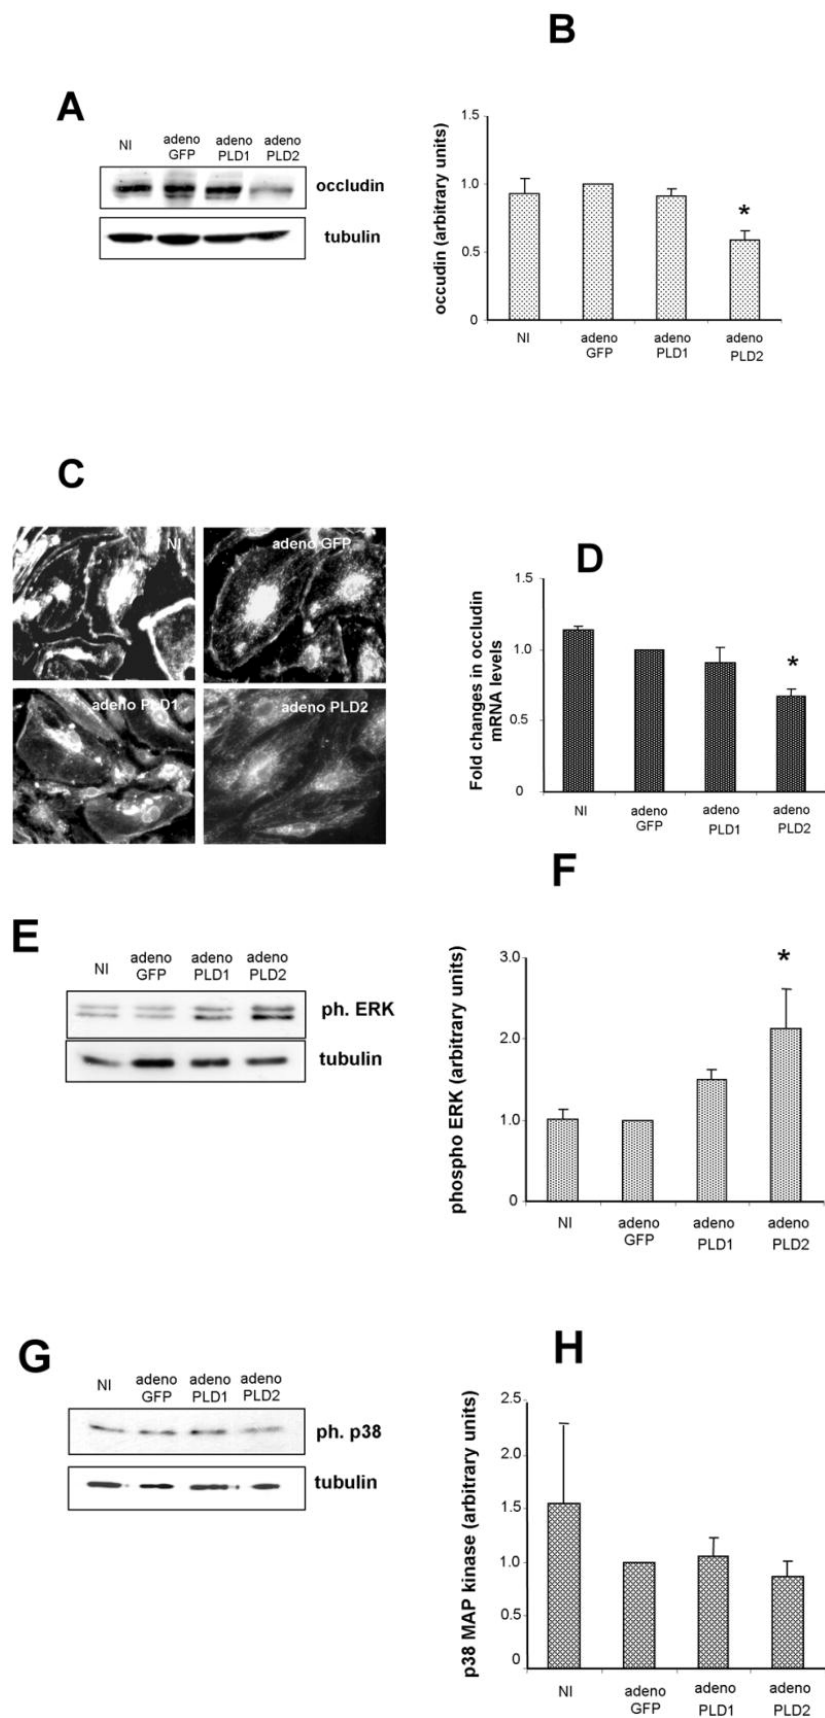 A
NI
adeno
GFP
adeno
PLD1
adeno
PLD2
occludin
tubulin
B
occudin (arbitrary units)
1.5
1.0
0.5
0
*
NI
adeno
GFP
adeno
PLD1
adeno
PLD2
C
NI
adeno GFP
adeno PLD1
adeno PLD2
D
Fold changes in occludin
mRNA levels
1.5
1.0
0.5
0
*
NI
adeno
GFP
adeno
PLD1
adeno
PLD2
E
NI
adeno
GFP
adeno
PLD1
adeno
PLD2
ph. ERK
tubulin
F
phospho ERK (arbitrary units)
3.0
2.0
1.0
0
*
NI
adeno
GFP
adeno
PLD1
adeno
PLD2
G
NI
adeno
GFP
adeno
PLD1
adeno
PLD2
ph. p38
tubulin
H
p38 MAP kinase (arbitrary units)
2.5
2.0
1.5
1.0
0.5
0
NI
adeno
GFP
adeno
PLD1
adeno
PLD2